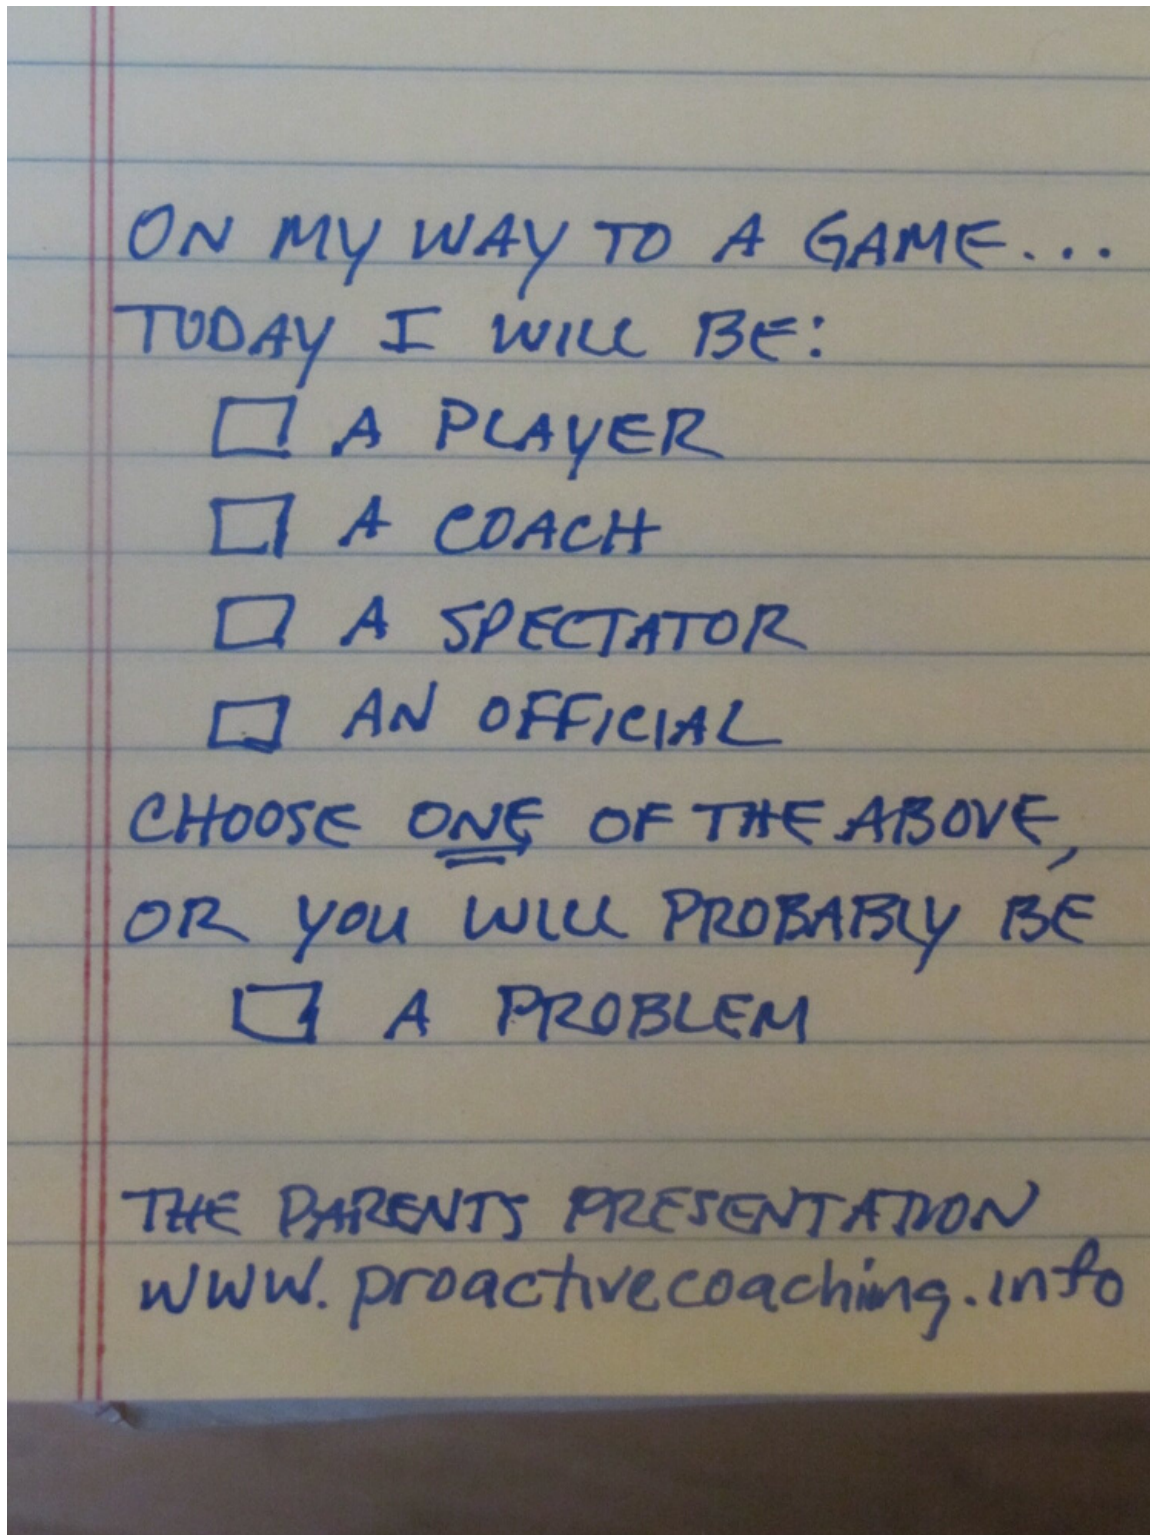 ON MY WAY TO A GAME...
TODAY I WILL BE:
A PLAYER
A COACH
A SPECTATOR
AN OFFICIAL
CHOOSE ONE OF THE ABOVE,
OR YOU WILL PROBABLY BE
A PROBLEM
THE PARENTS PRESENTATION
www.proactivecoaching.info